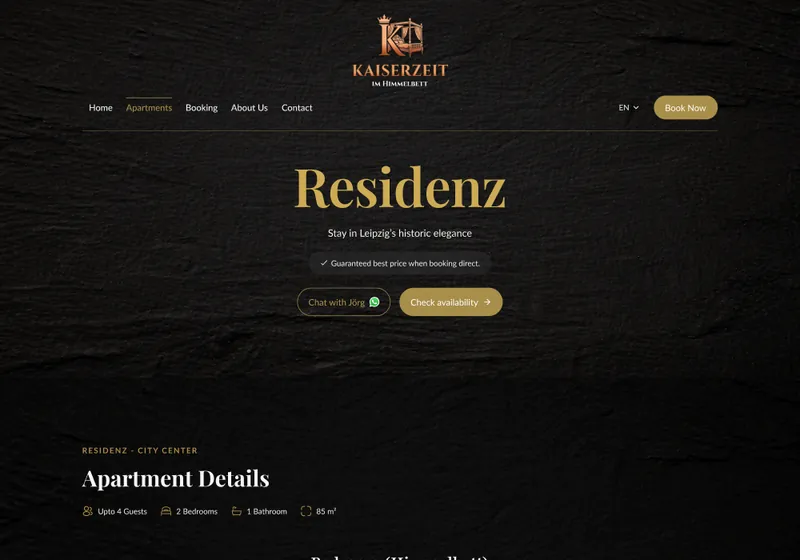 KAISERZEIT
IM HIMMELBETT
Home Apartments Booking About Us Contact EN Book Now
Residenz
Stay in Leipzig's historic elegance
Guaranteed best price when booking direct.
Chat with Jörg Check availability
RESIDENZ - CITY CENTER
Apartment Details
Upto 4 Guests 2 Bedrooms 1 Bathroom 85 m²